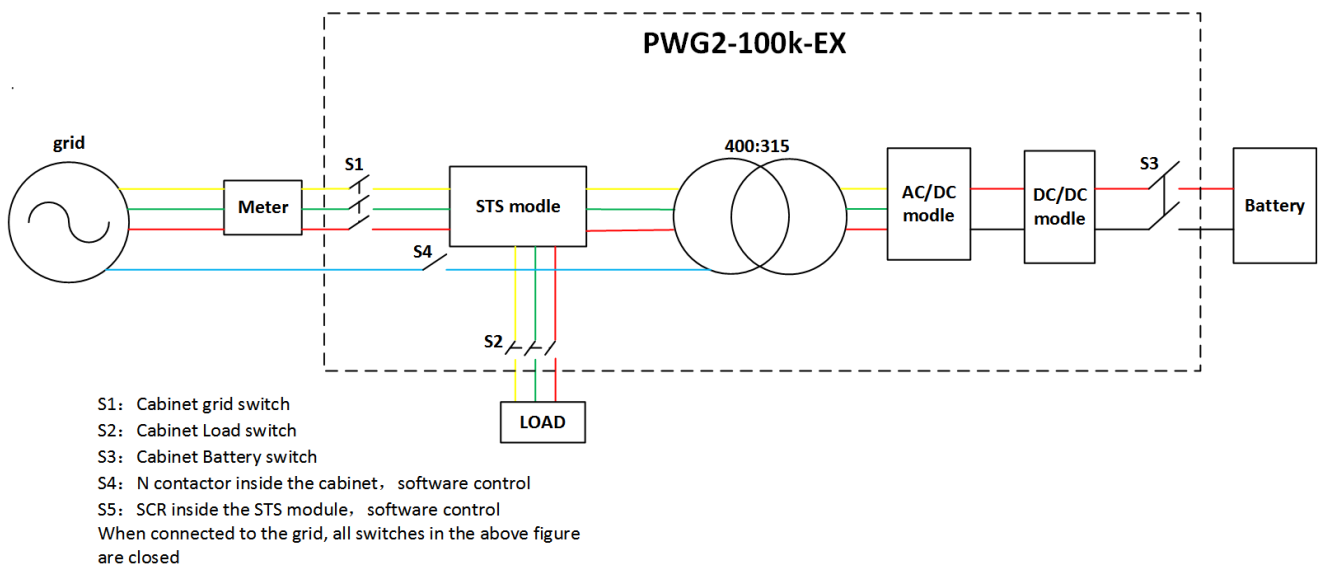 PWG2-100k-EX
grid
400:315
S1
S3
Meter
STS modle
AC/DC
modle
DC/DC
modle
Battery
S4
S2
LOAD
S1：Cabinet grid switch
S2：Cabinet Load switch
S3：Cabinet Battery switch
S4：N contactor inside the cabinet，software control
S5：SCR inside the STS module，software control
When connected to the grid, all switches in the above figure
are closed